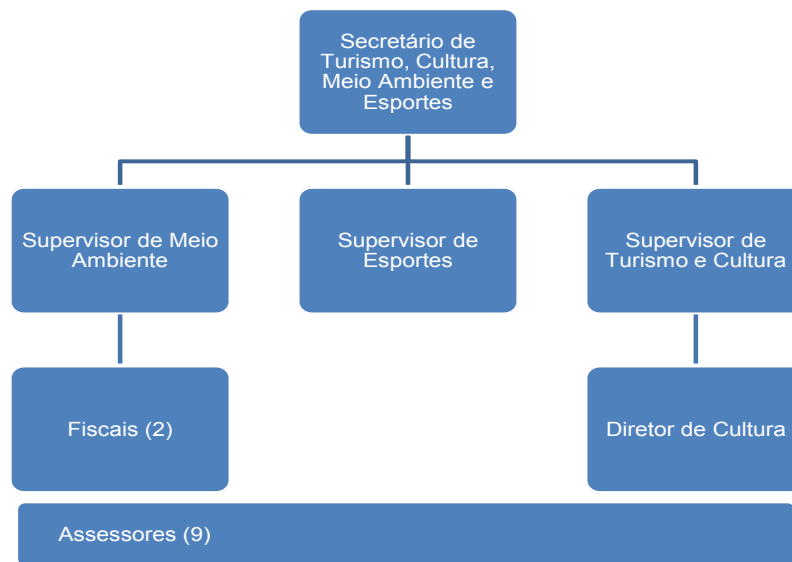 Secretário de
Turismo, Cultura,
Meio Ambiente e
Esportes
Supervisor de Meio
Ambiente
Supervisor de
Esportes
Supervisor de
Turismo e Cultura
Fiscais (2)
Diretor de Cultura
Assessores (9)